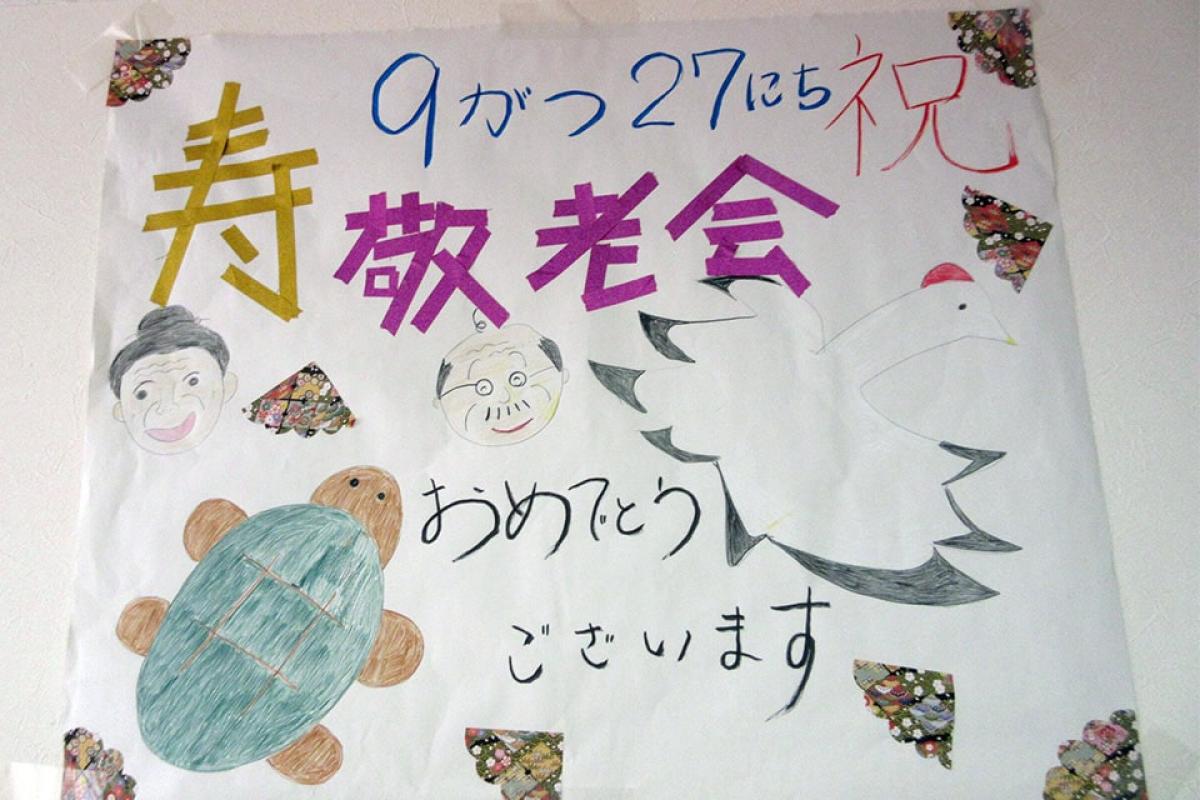 9がつ27にち祝
寿敬老会
おめでとう
ございます